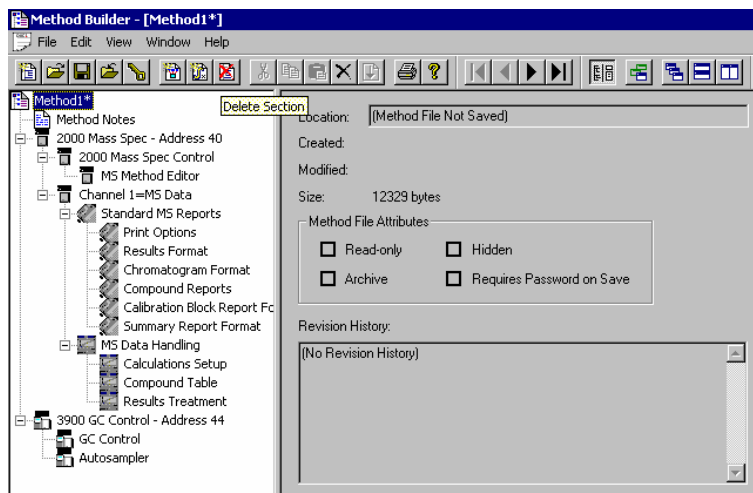 Method Builder - [Method1*]
File Edit View Window Help
Method1*
Delete Section
Method Notes
2000 Mass Spec - Address 40
2000 Mass Spec Control
MS Method Editor
Channel 1=MS Data
Standard MS Reports
Print Options
Results Format
Chromatogram Format
Compound Reports
Calibration Block Report Fc
Summary Report Format
MS Data Handling
Calculations Setup
Compound Table
Results Treatment
3900 GC Control - Address 44
GC Control
Autosampler
Location: (Method File Not Saved)
Created:
Modified:
Size: 12329 bytes
Method File Attributes
Read-only Hidden
Archive Requires Password on Save
Revision History:
(No Revision History)